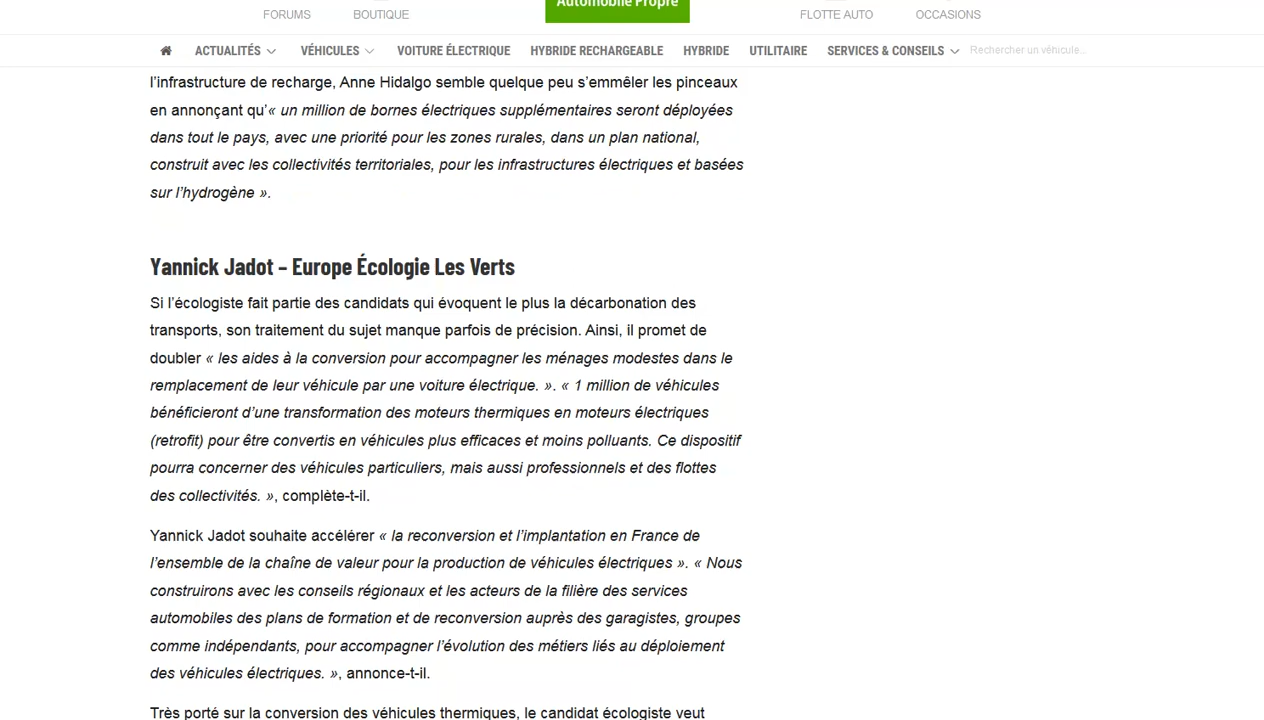 FORUMS
BOUTIQUE
Automobile Propre
FLOTTE AUTO
OCCASIONS
ACTUALITÉS
VÉHICULES
VOITURE ÉLECTRIQUE
HYBRIDE RECHARGEABLE
HYBRIDE
UTILITAIRE
SERVICES & CONSEILS
Rechercher un véhicule...
l’infrastructure de recharge, Anne Hidalgo semble quelque peu s’emmêler les pinceaux
en annonçant qu’« un million de bornes électriques supplémentaires seront déployées
dans tout le pays, avec une priorité pour les zones rurales, dans un plan national,
construit avec les collectivités territoriales, pour les infrastructures électriques et basées
sur l’hydrogène ».
Yannick Jadot – Europe Écologie Les Verts
Si l’écologiste fait partie des candidats qui évoquent le plus la décarbonation des
transports, son traitement du sujet manque parfois de précision. Ainsi, il promet de
doubler « les aides à la conversion pour accompagner les ménages modestes dans le
remplacement de leur véhicule par une voiture électrique. ». « 1 million de véhicules
bénéficieront d’une transformation des moteurs thermiques en moteurs électriques
(retrofit) pour être convertis en véhicules plus efficaces et moins polluants. Ce dispositif
pourra concerner des véhicules particuliers, mais aussi professionnels et des flottes
des collectivités. », complète-t-il.
Yannick Jadot souhaite accélérer « la reconversion et l’implantation en France de
l’ensemble de la chaîne de valeur pour la production de véhicules électriques ». « Nous
construirons avec les conseils régionaux et les acteurs de la filière des services
automobiles des plans de formation et de reconversion auprès des garagistes, groupes
comme indépendants, pour accompagner l’évolution des métiers liés au déploiement
des véhicules électriques. », annonce-t-il.
Très porté sur la conversion des véhicules thermiques, le candidat écologiste veut